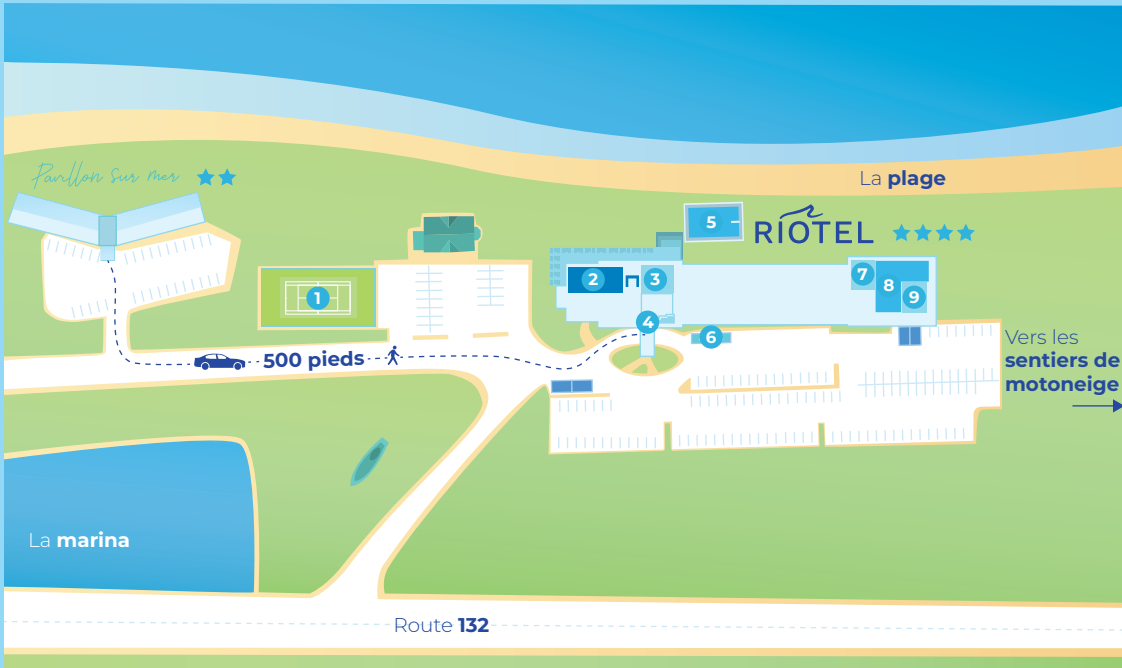 La plage
Pavillon sur mer
5
RIOTEL
1
2
3
7
8
9
4
6
Vers les
sentiers de
motoneige
500 pieds
La marina
Route 132